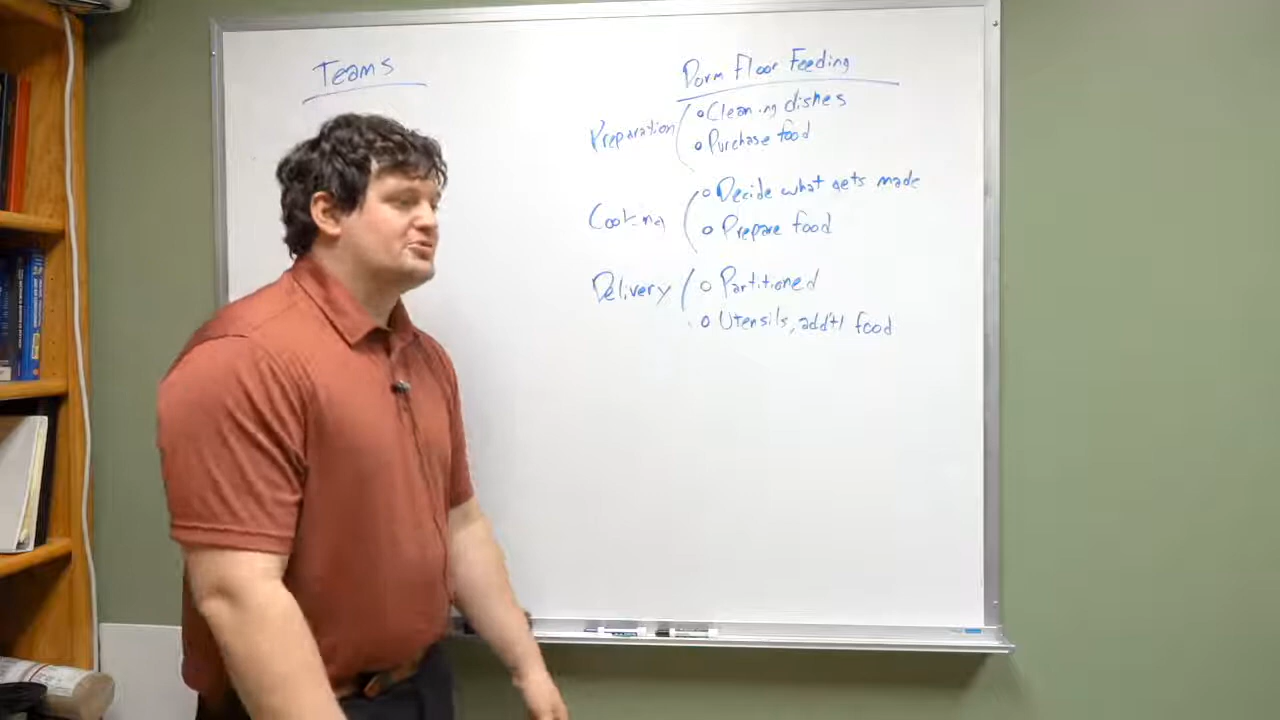 Teams
Dorm Floor Feeding
Preparation
o Cleaning dishes
o Purchase food
Cooking
o Decide what gets made
o Prepare food
Delivery
o Partitioned
o Utensils, add'tl food